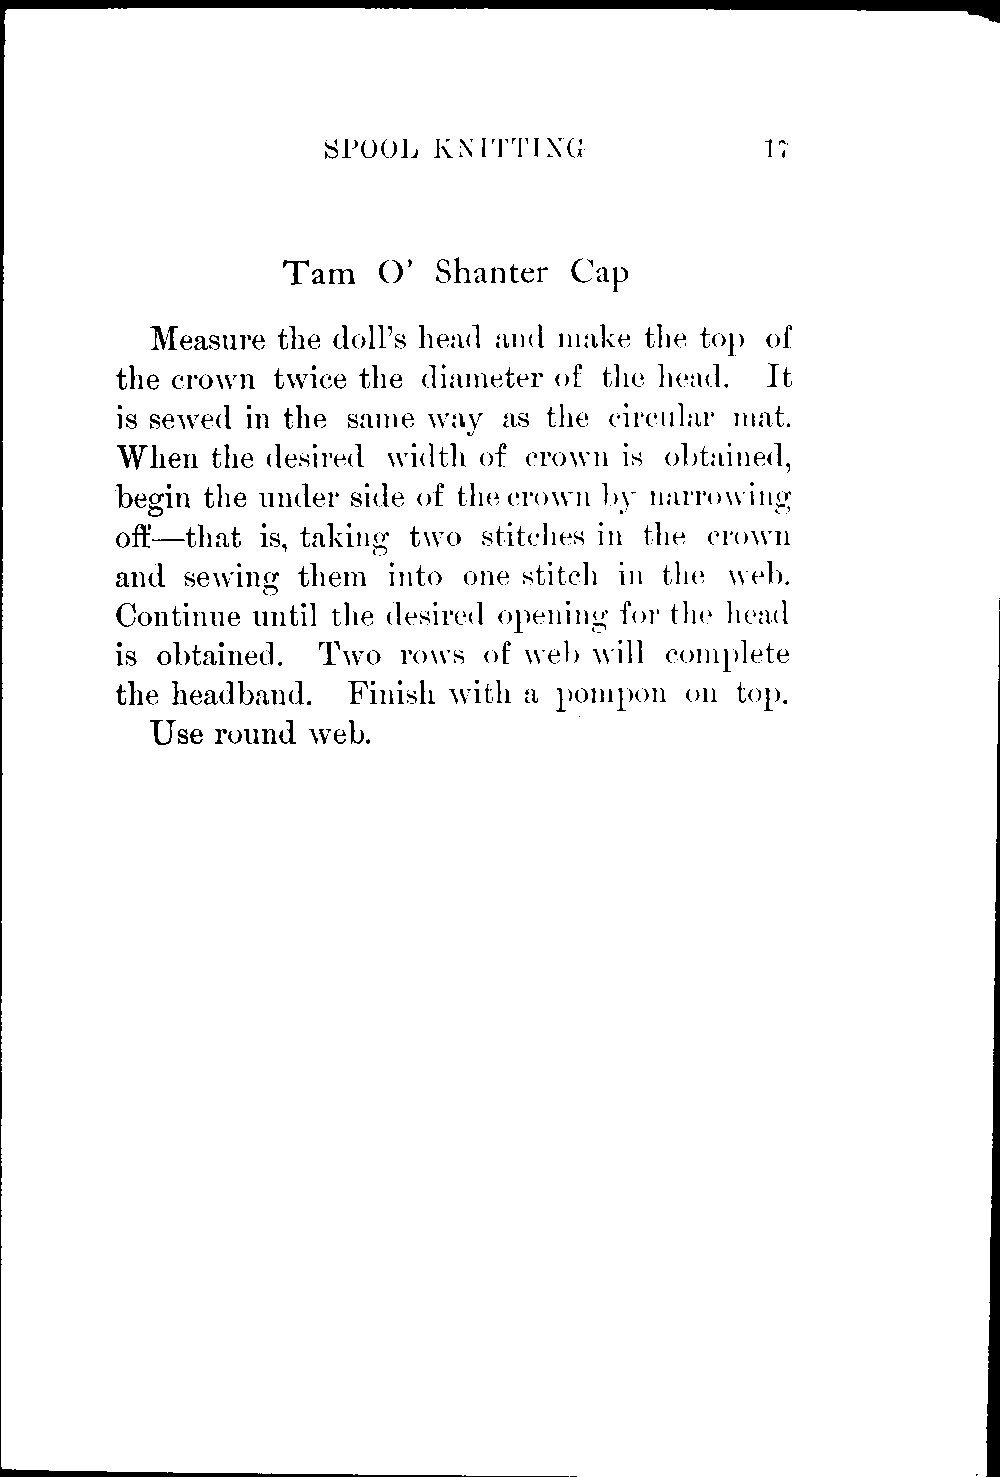 SPOOL KNITTING 17
Tam O' Shanter Cap
Measure the doll's head and make the top of
the crown twice the diameter of the head. It
is sewed in the same way as the circular mat.
When the desired width of crown is obtained,
begin the under side of the crown by narrowing
off—that is, taking two stitches in the crown
and sewing them into one stitch in the web.
Continue until the desired opening for the head
is obtained. Two rows of web will complete
the headband. Finish with a pompon on top.
Use round web.